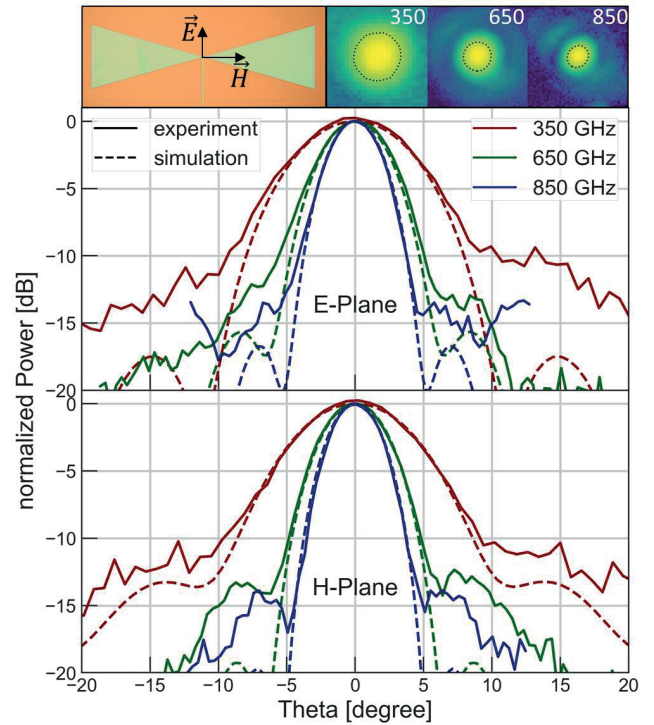 E
H
350
650
850
experiment
simulation
350 GHz
650 GHz
850 GHz
0
−5
−10
−15
−20
E-Plane
normalized Power [dB]
0
−5
−10
−15
−20
H-Plane
−20 −15 −10 −5 0 5 10 15 20
Theta [degree]